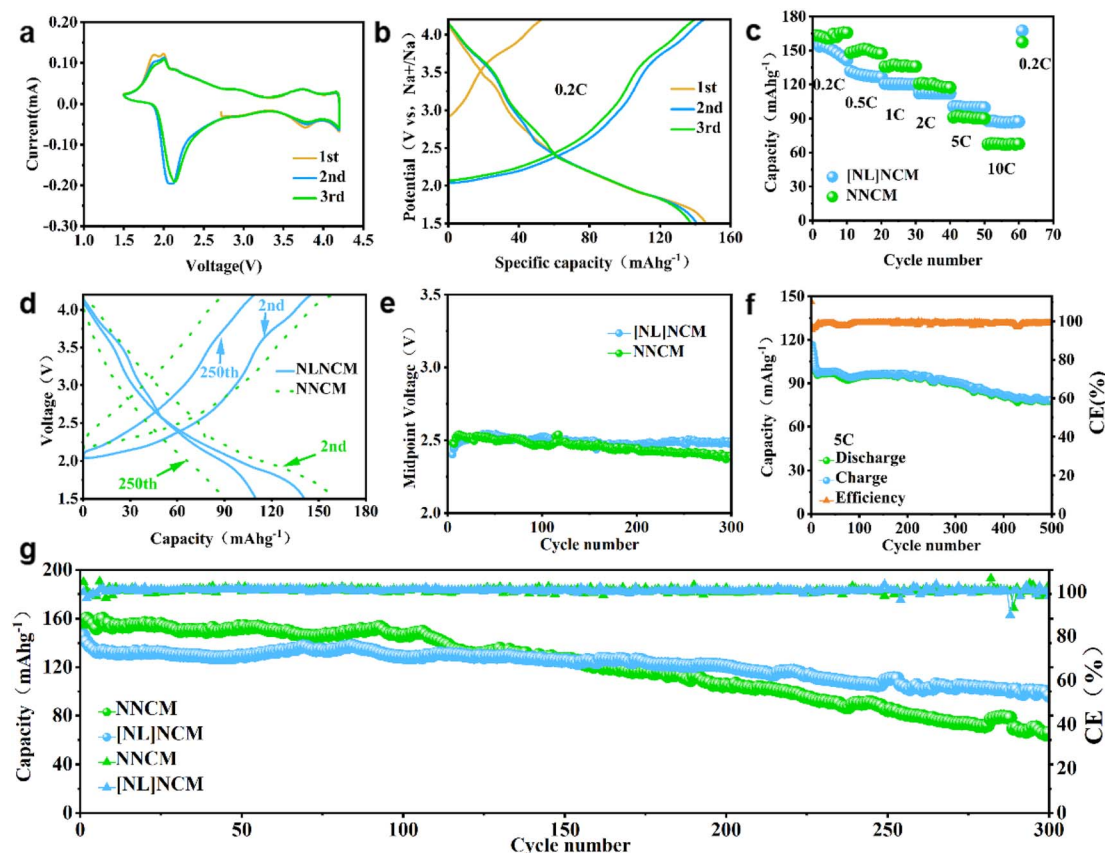 a
0.20
0.10
0.0
-0.10
-0.20
-0.30
Current(mA)
1st
2nd
3rd
1.0 1.5 2.0 2.5 3.0 3.5 4.0 4.5
Voltage(V)
b
4.0
3.5
3.0
2.5
2.0
1.5
Potential (V vs, Na+/Na)
0.2C
1st
2nd
3rd
0 40 80 120 160
Specific capacity（mAhg-1）
c
180
150
120
90
60
30
0
Capacity（mAhg-1）
0.2C
0.5C
1C
2C
5C
10C
0.2C
[NL]NCM
NNCM
0 10 20 30 40 50 60 70
Cycle number
d
4.0
3.5
3.0
2.5
2.0
1.5
Voltage（V）
2nd
250th
NLNCM
NNCM
2nd
250th
0 30 60 90 120 150 180
Capacity（mAhg-1）
e
3.5
3.0
2.5
2.0
Midpoint Voltage（V）
[NL]NCM
NNCM
0 100 200 300
Cycle number
f
150
120
90
60
30
0
Capacity（mAhg-1）
100
80
60
40
20
0
CE(%)
5C
Discharge
Charge
Efficiency
0 100 200 300 400 500
Cycle number
g
200
160
120
80
40
0
Capacity（mAhg-1）
100
80
60
40
20
0
CE（%）
NNCM
[NL]NCM
NNCM
[NL]NCM
0 50 100 150 200 250 300
Cycle number